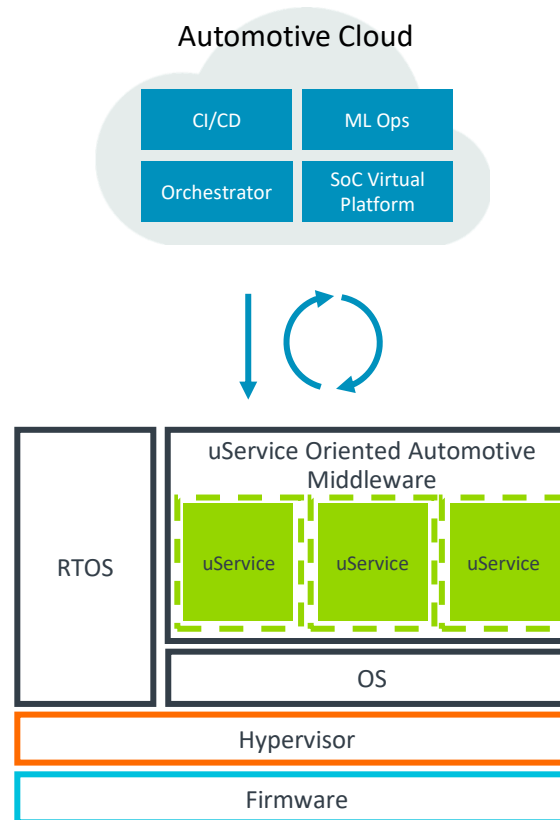 Automotive Cloud
CI/CD
ML Ops
Orchestrator
SoC Virtual
Platform
uService Oriented Automotive
Middleware
RTOS
uService
uService
uService
OS
Hypervisor
Firmware